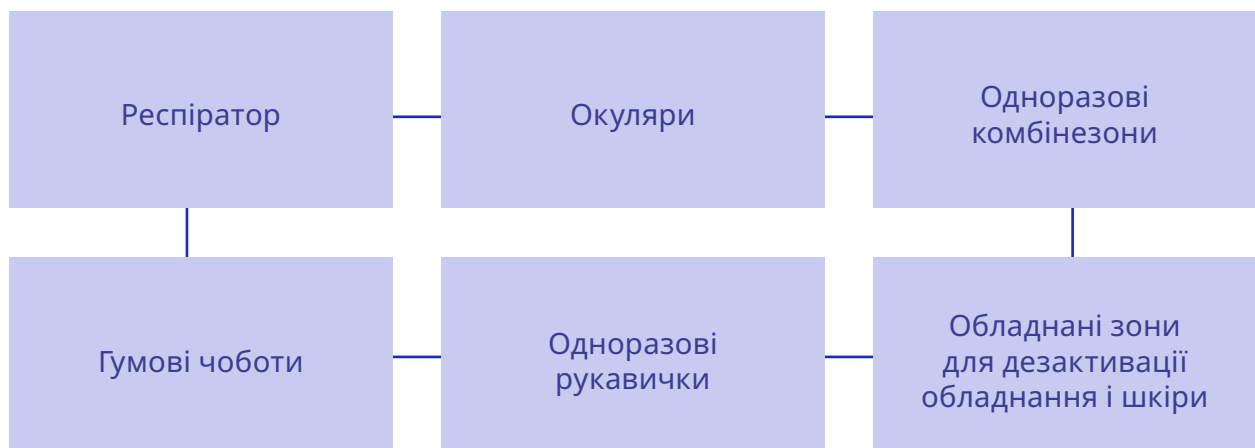 Респіратор
Окуляри
Одноразові
комбінезони
Гумові чоботи
Одноразові
рукавички
Обладнані зони
для дезактивації
обладнання і шкіри